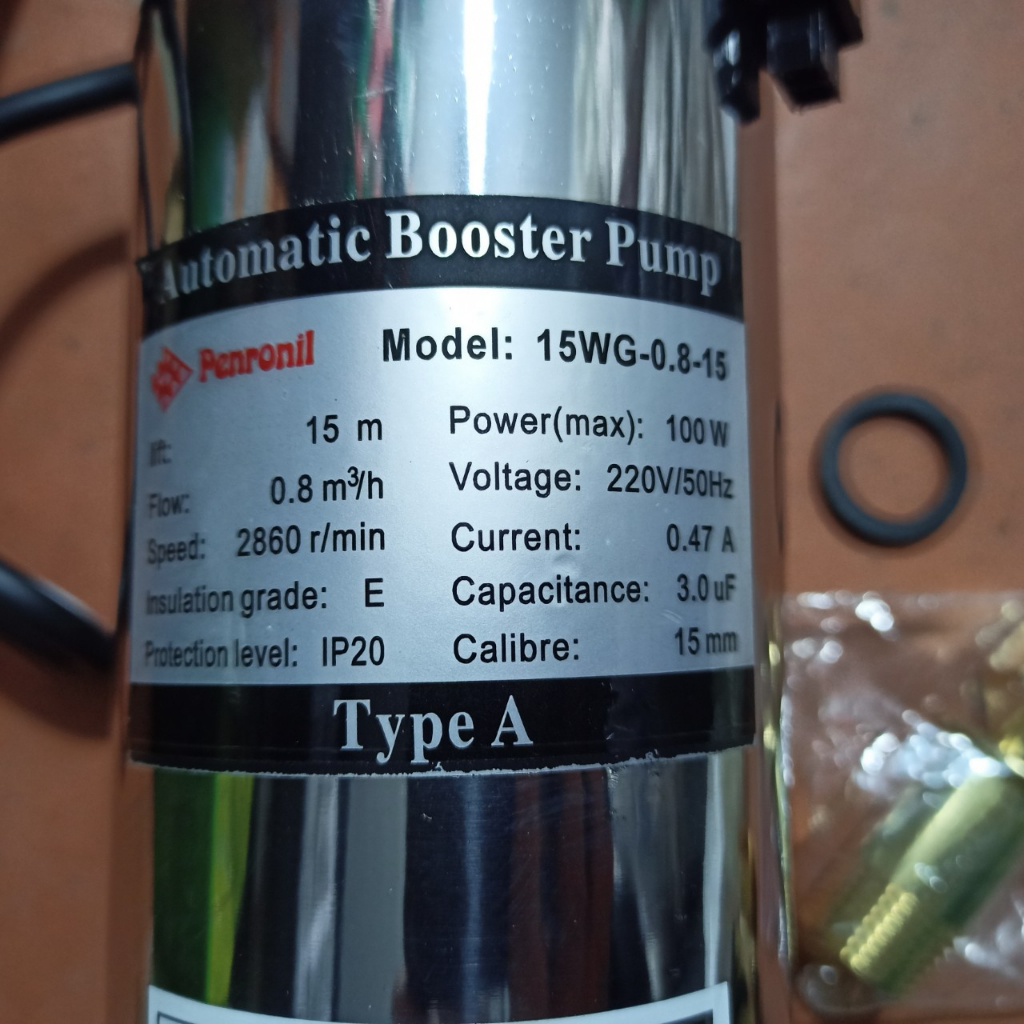 Automatic Booster Pump
Penronil
Model: 15WG-0.8-15
lift: 15 m
Power(max): 100 W
Flow: 0.8 m³/h
Voltage: 220V/50Hz
Speed: 2860 r/min
Current: 0.47 A
Insulation grade: E
Capacitance: 3.0 uF
Protection level: IP20
Calibre: 15 mm
Type A